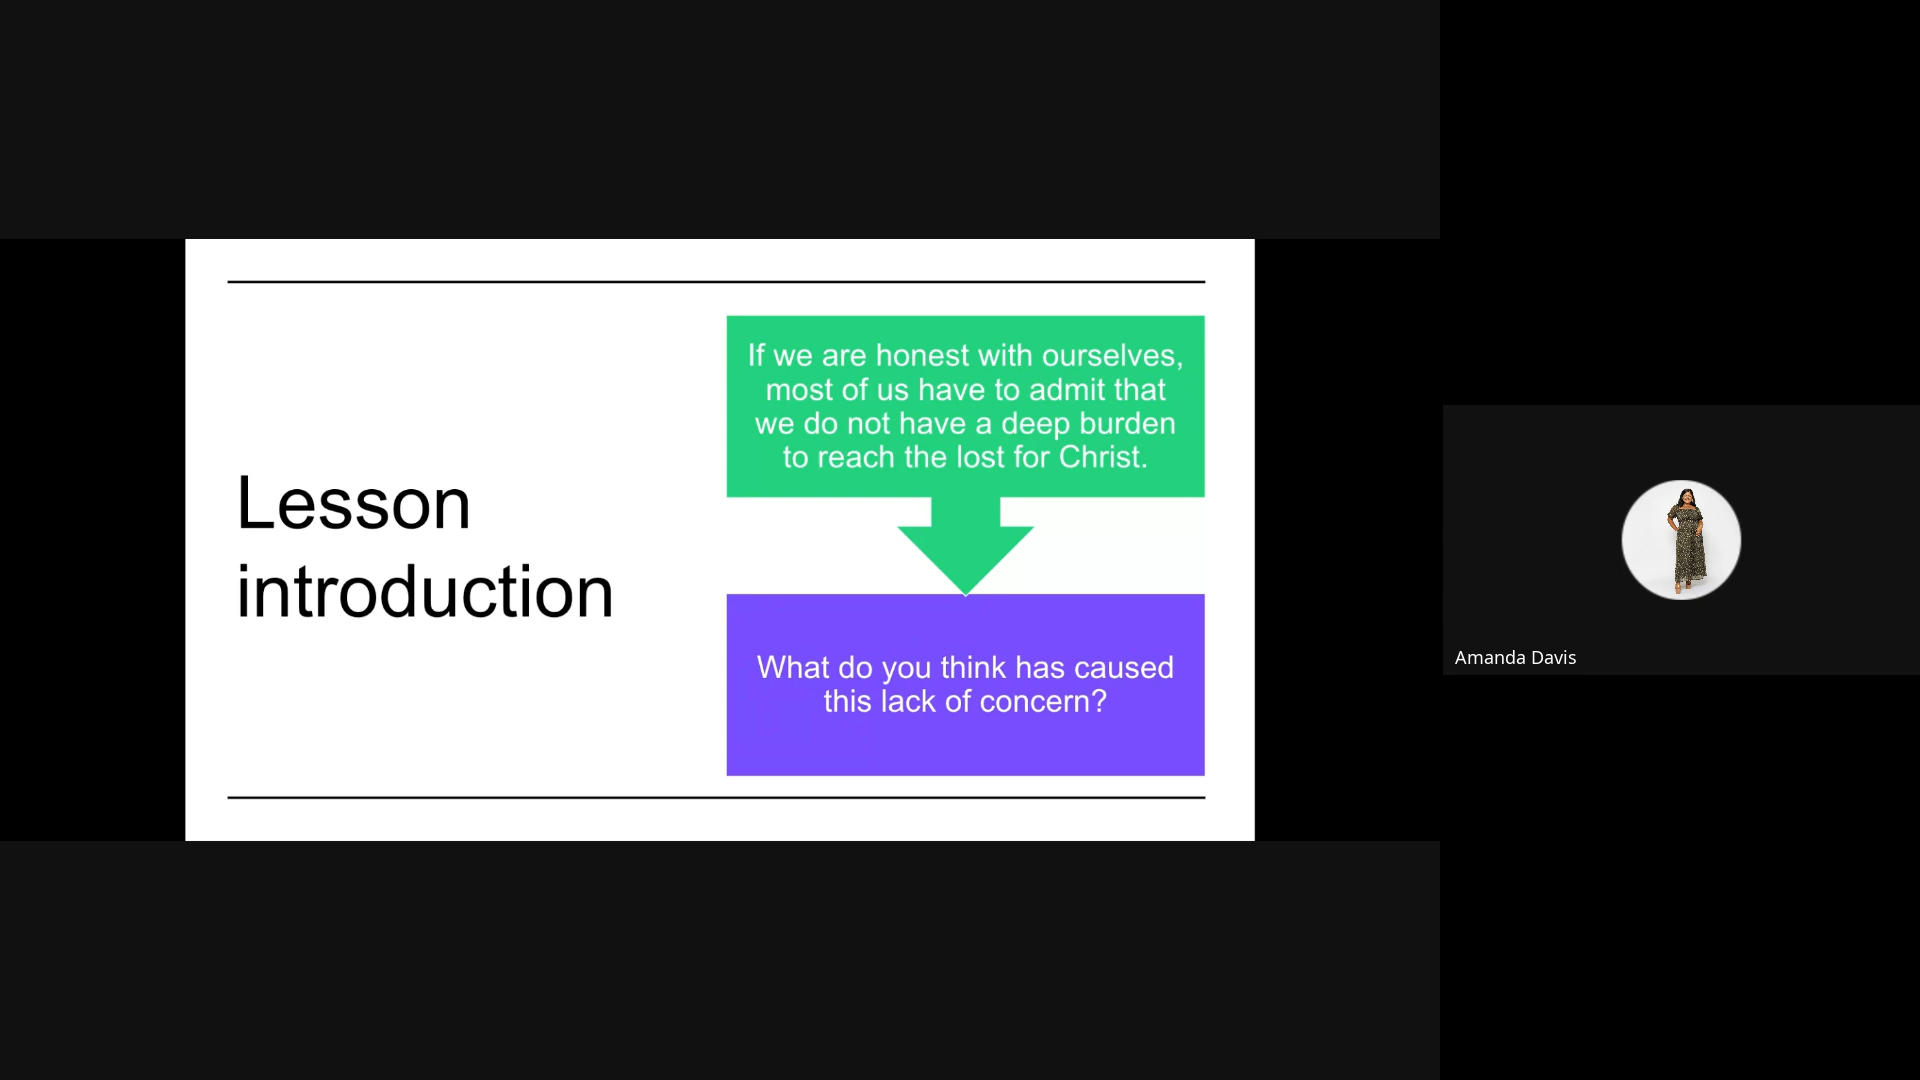 Lesson
introduction
If we are honest with ourselves,
most of us have to admit that
we do not have a deep burden
to reach the lost for Christ.
What do you think has caused
this lack of concern?
Amanda Davis